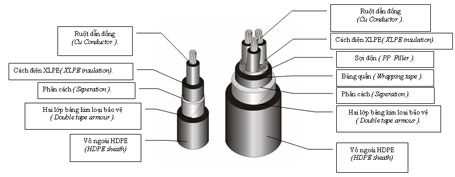 Ruột dẫn đồng
(Cu Conductor).
Cách điện XLPE(XLPE insulation).
Phân cách (Seperation).
Hai lớp băng kim loại bảo vệ
(Double tape armour).
Vỏ ngoài HDPE
(HDPE sheath)
Ruột dẫn đồng
(Cu Conductor).
Cách điện XLPE(XLPE insulation).
Sợi độn (PP Filler).
Băng quấn (Wrapping tape).
Phân cách (Seperation).
Hai lớp băng kim loại bảo vệ
(Double tape armour).
Vỏ ngoài HDPE
(HDPE sheath)